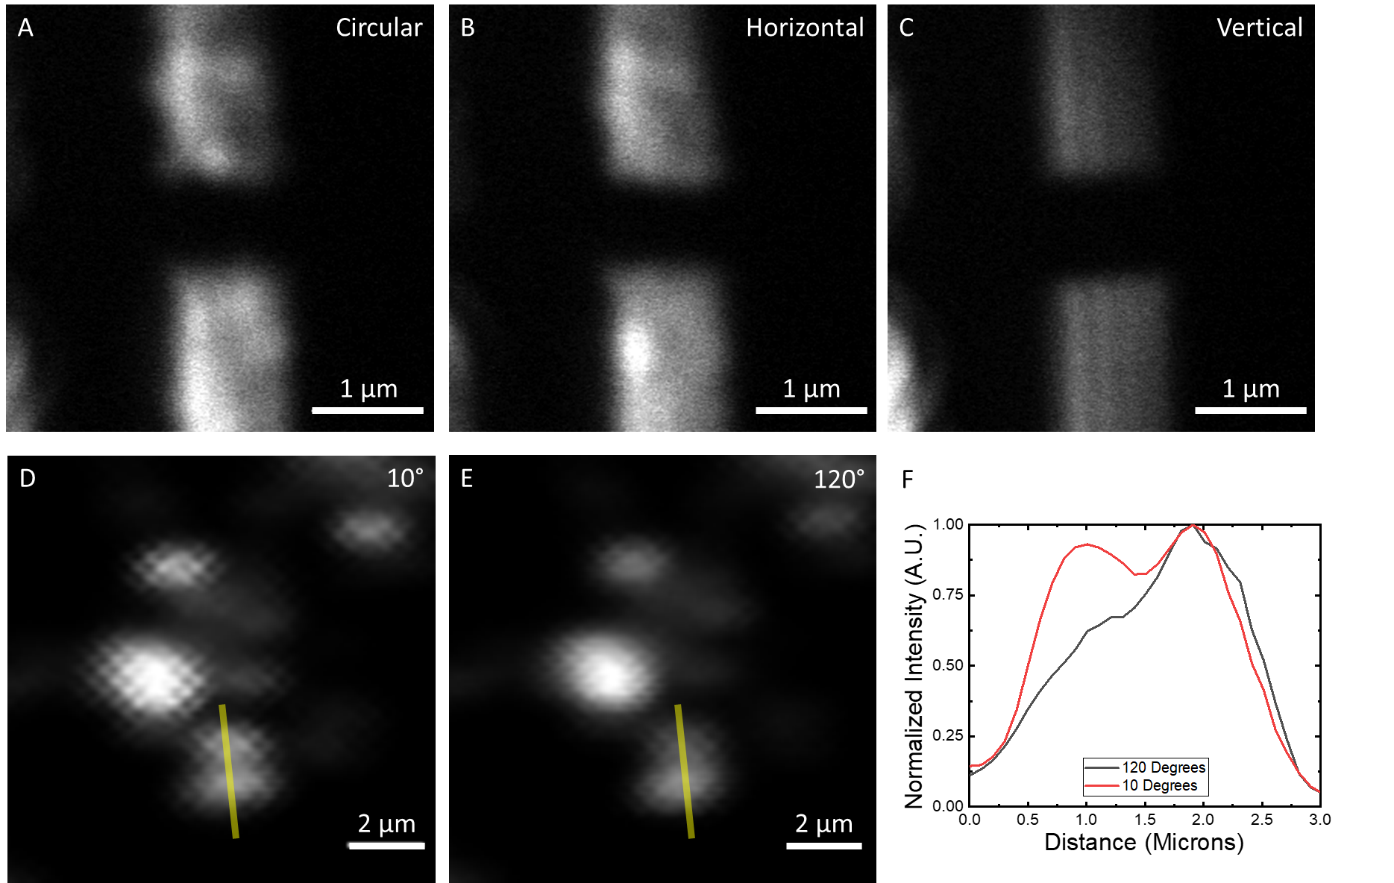 A Circular
B Horizontal
C Vertical
1 μm
1 μm
1 μm
D 10°
E 120°
F
2 μm
2 μm
Normalized Intensity (A.U.)
1.00
0.75
0.50
0.25
0.00
120 Degrees
10 Degrees
0.0 0.5 1.0 1.5 2.0 2.5 3.0
Distance (Microns)